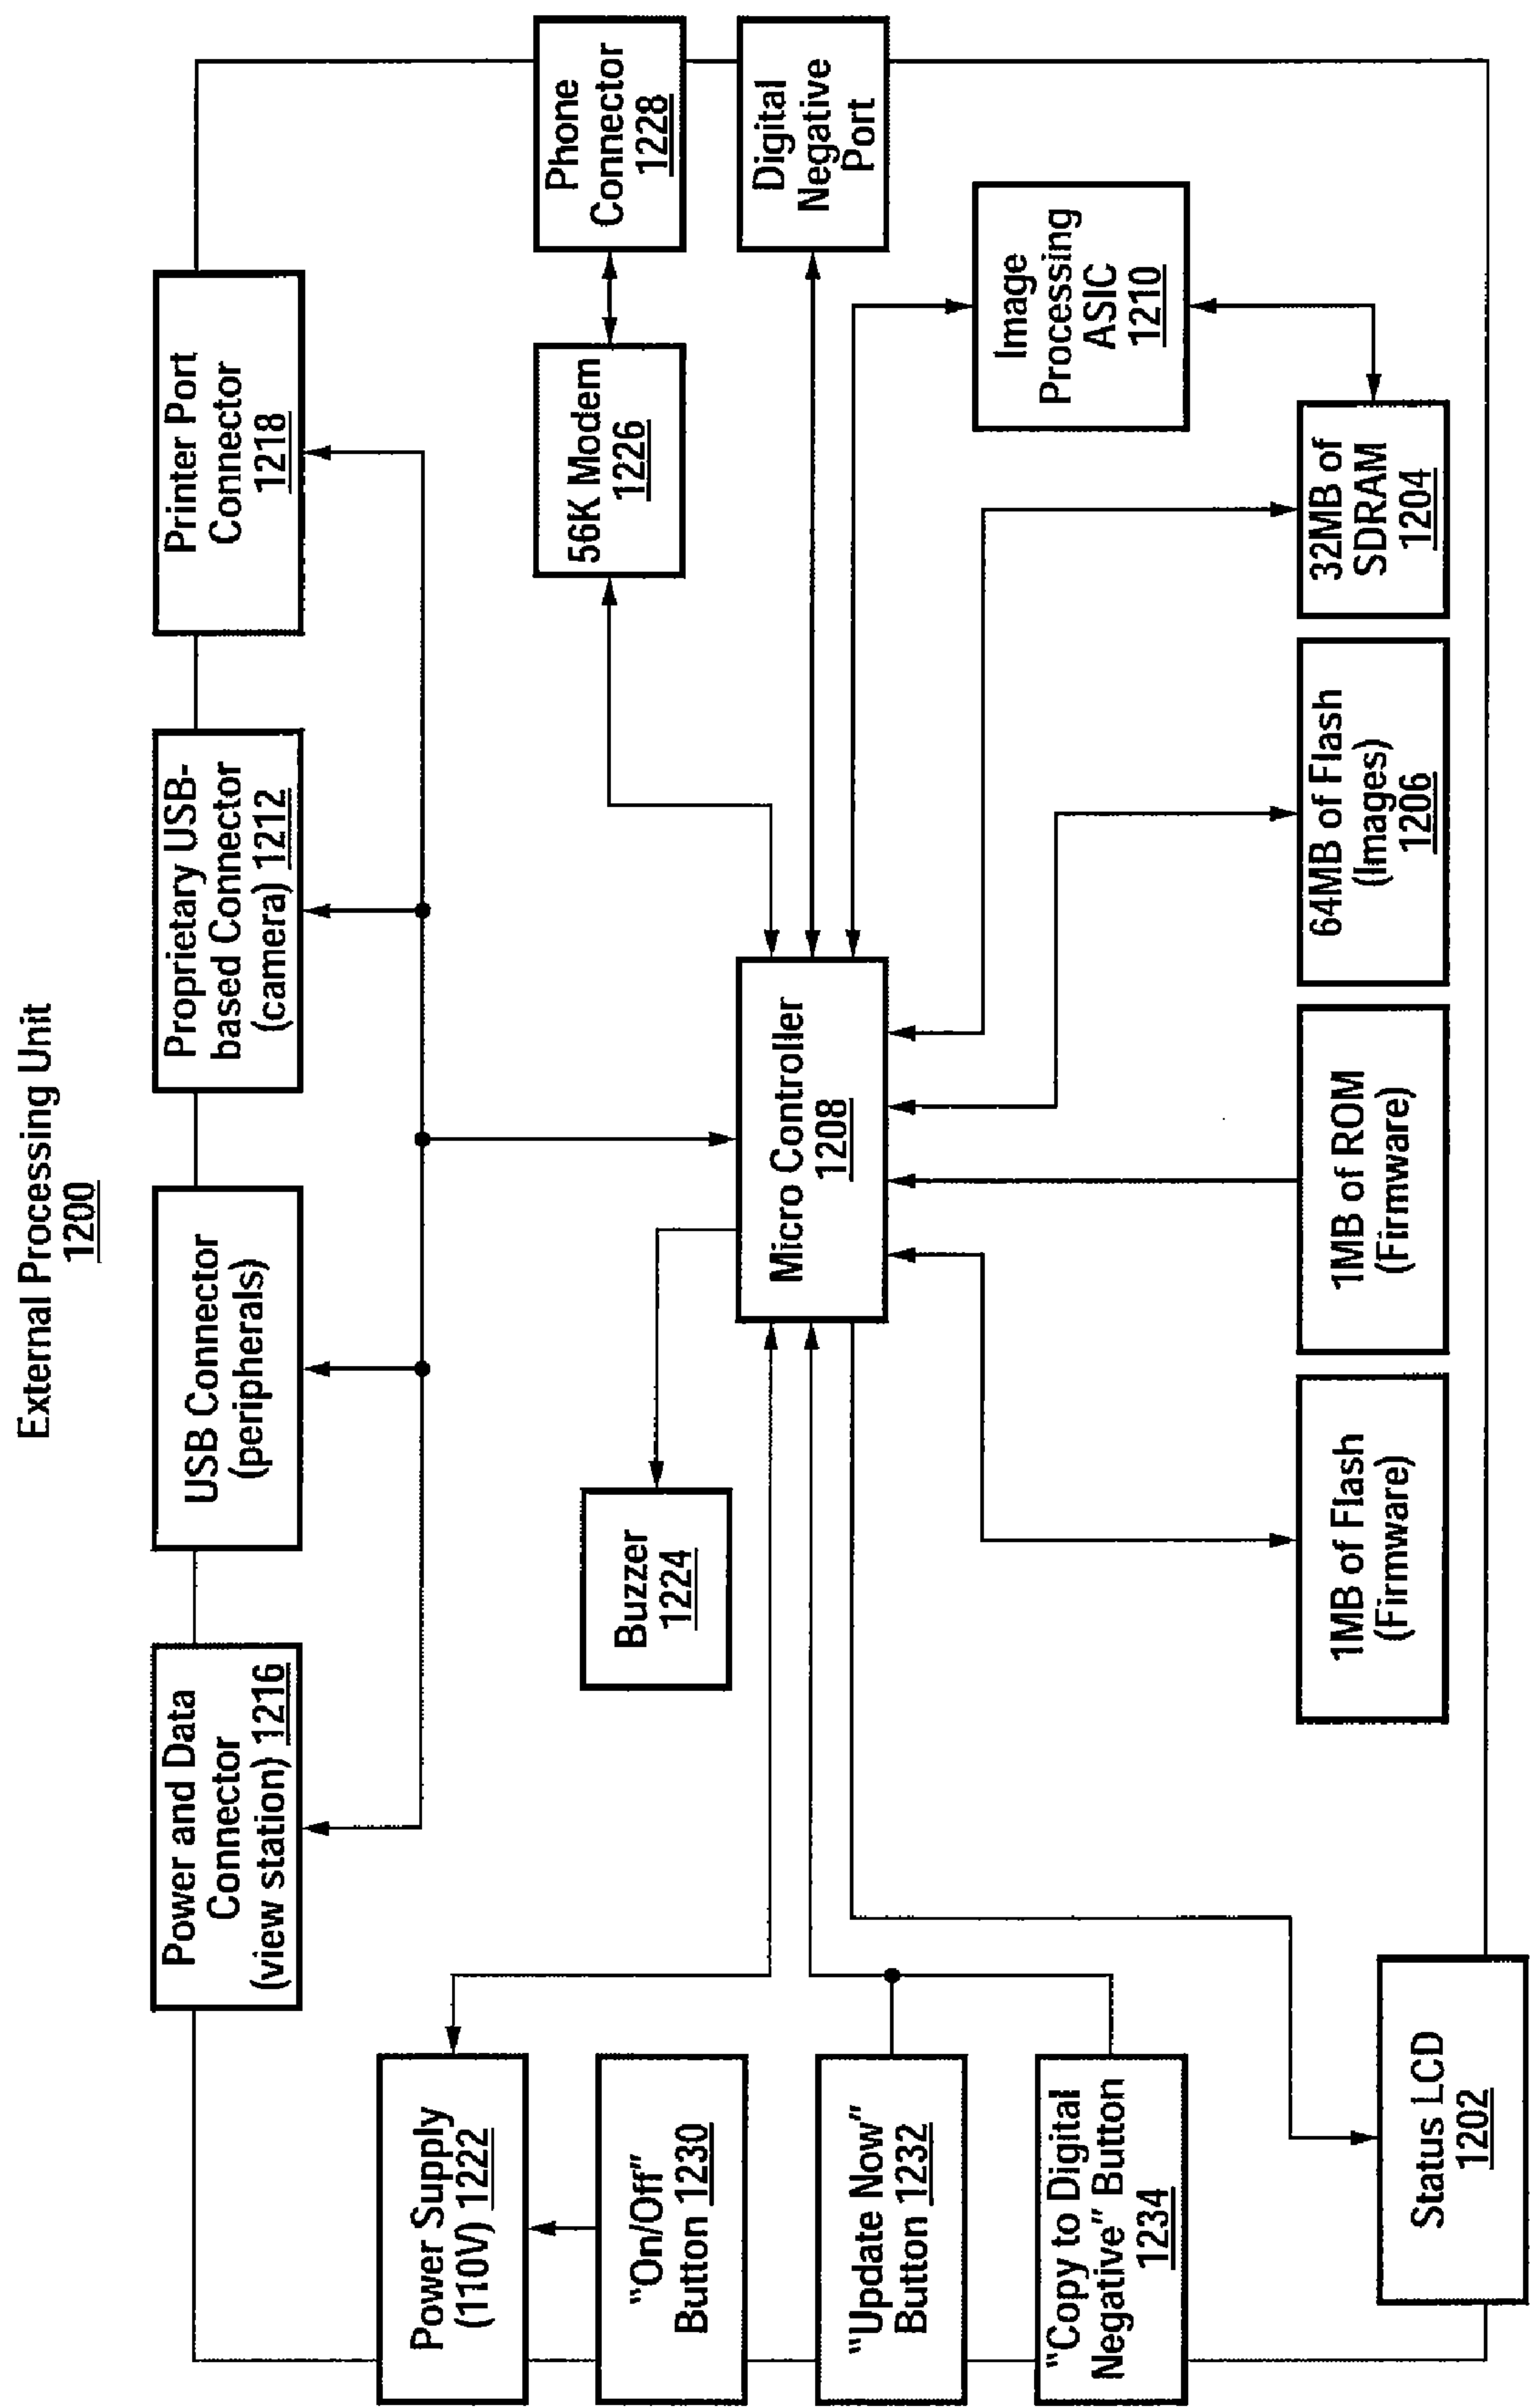 External Processing Unit
1200
Power and Data
Connector
(view station) 1216
USB Connector
(peripherals)
Proprietary USB-
based Connector
(camera) 1212
Printer Port
Connector
1218
Power Supply
(110V) 1222
"On/Off"
Button 1230
"Update Now"
Button 1232
"Copy to Digital
Negative" Button
1234
Status LCD
1202
Buzzer
1224
Micro Controller
1208
56K Modem
1226
Phone
Connector
1228
Digital
Negative
Port
Image
Processing
ASIC
1210
1MB of Flash
(Firmware)
1MB of ROM
(Firmware)
64MB of Flash
(Images)
1206
32MB of
SDRAM
1204